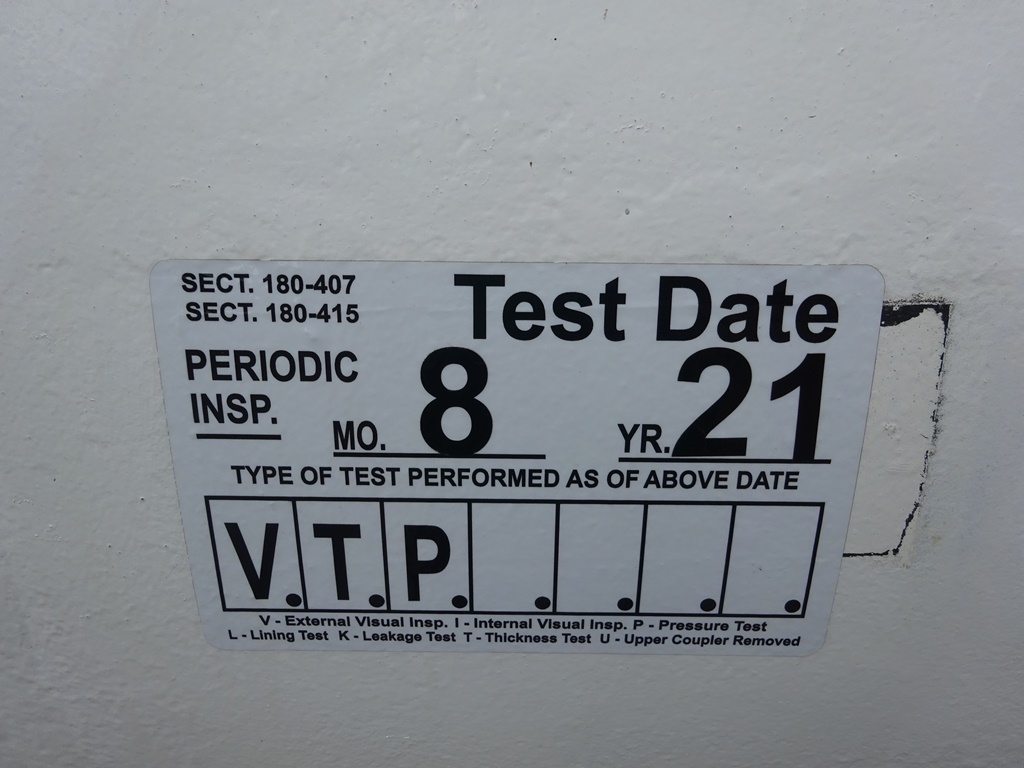 SECT. 180-407
SECT. 180-415
Test Date
PERIODIC
INSP.
MO. 8
YR. 21
TYPE OF TEST PERFORMED AS OF ABOVE DATE
V. T. P. . . . .
V - External Visual Insp. I - Internal Visual Insp. P - Pressure Test
L - Lining Test K - Leakage Test T - Thickness Test U - Upper Coupler Removed